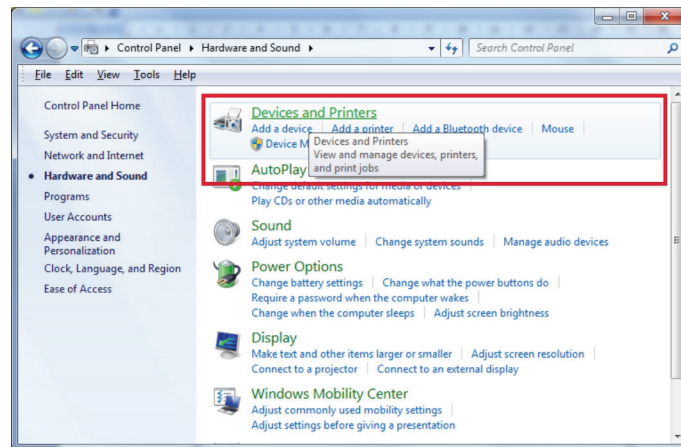 Control Panel ▸ Hardware and Sound ▸
Search Control Panel
File Edit View Tools Help
Control Panel Home
System and Security
Network and Internet
Hardware and Sound
Programs
User Accounts
Appearance and
Personalization
Clock, Language, and Region
Ease of Access
Devices and Printers
Add a device Add a printer Add a Bluetooth device Mouse
Device M
Devices and Printers
View and manage devices, printers,
and print jobs
AutoPlay
Change default settings for media or devices
Play CDs or other media automatically
Sound
Adjust system volume Change system sounds Manage audio devices
Power Options
Change battery settings Change what the power buttons do
Require a password when the computer wakes
Change when the computer sleeps Adjust screen brightness
Display
Make text and other items larger or smaller Adjust screen resolution
Connect to a projector Connect to an external display
Windows Mobility Center
Adjust commonly used mobility settings
Adjust settings before giving a presentation